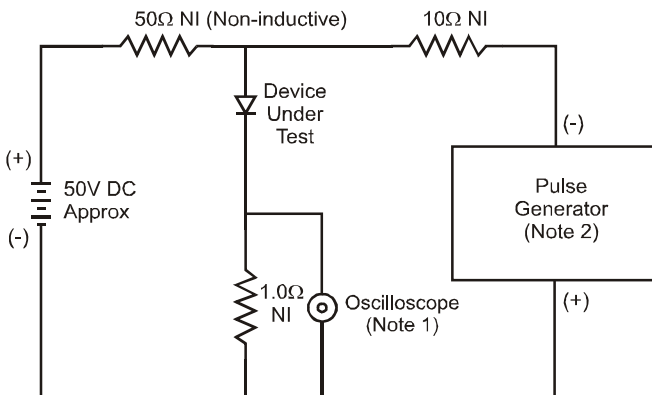 50Ω NI (Non-inductive)
10Ω NI
Device
Under
Test
(-)
(+)
50V DC
Approx
(-)
Pulse
Generator
(Note 2)
1.0Ω
NI
Oscilloscope
(Note 1)
(+)